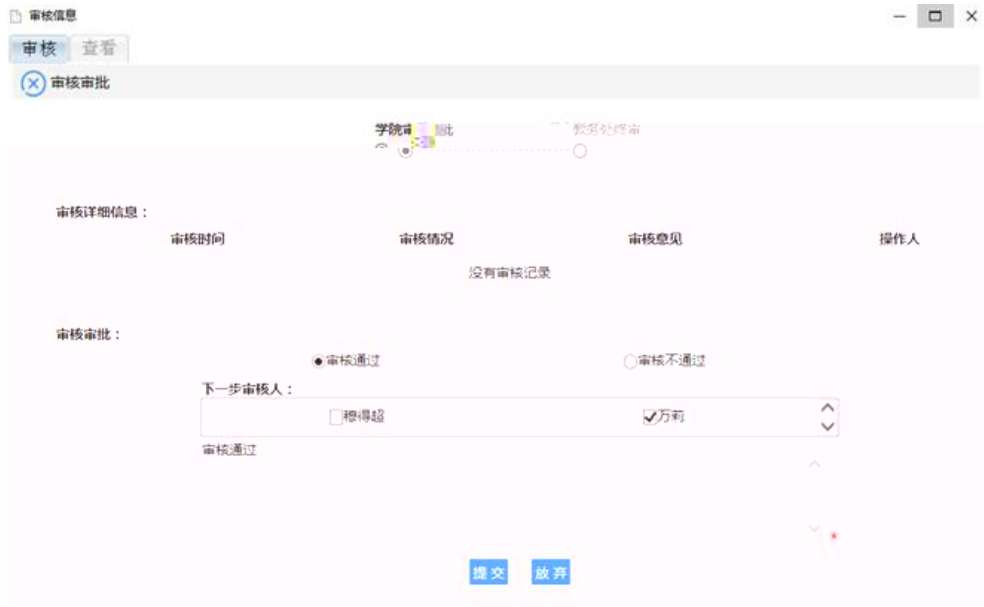 审核信息
审核 查看
审核审批
学院审 批 教务处终审
审核详细信息：
审核时间 审核情况 审核意见 操作人
没有审核记录
审核审批：
审核通过 审核不通过
下一步审核人：
穆得超 万莉
审核通过
*
提交 放弃